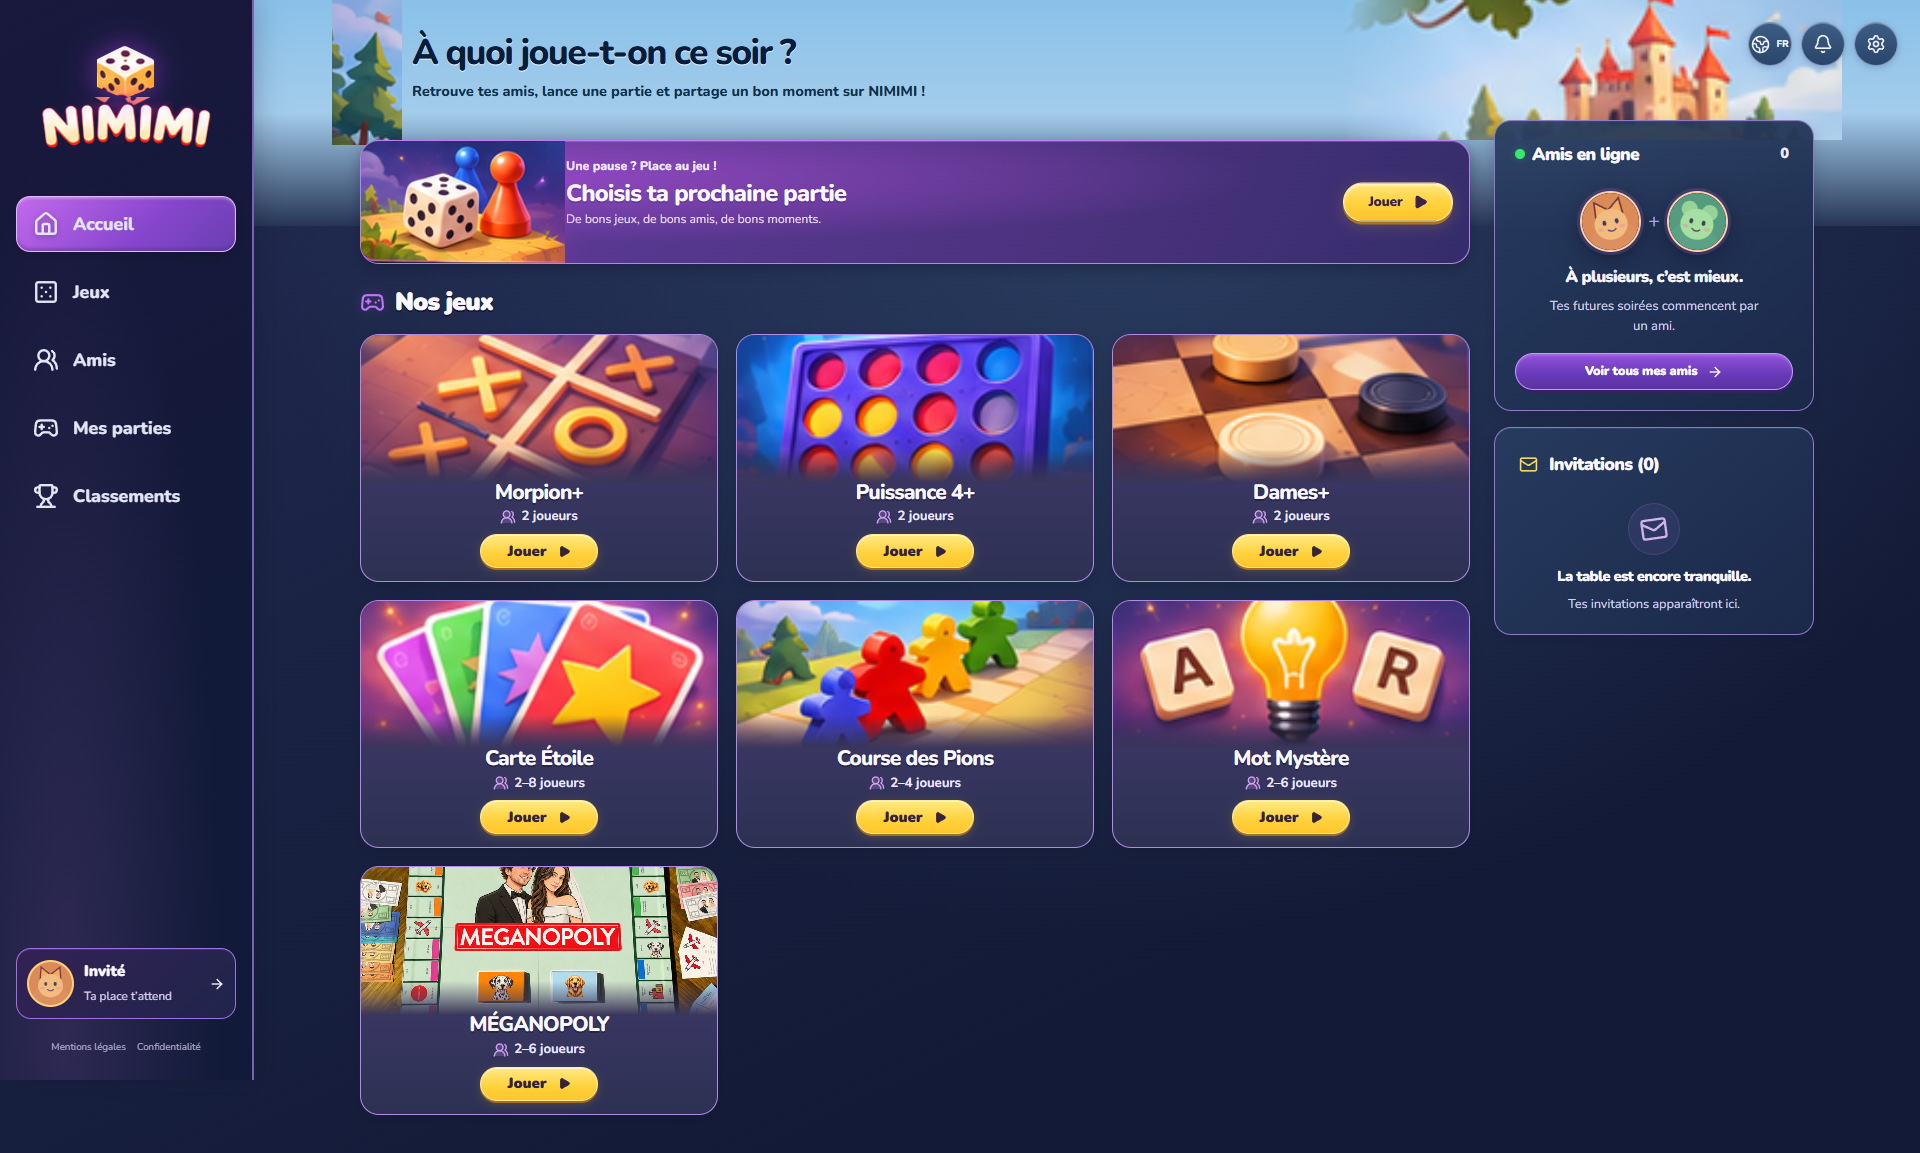 NIMIMI
Accueil
Jeux
Amis
Mes parties
Classements
Invité
Ta place t'attend
Mentions légales Confidentialité
À quoi joue-t-on ce soir ?
Retrouve tes amis, lance une partie et partage un bon moment sur NIMIMI !
FR
Une pause ? Place au jeu !
Choisis ta prochaine partie
De bons jeux, de bons amis, de bons moments.
Jouer
Nos jeux
Morpion+
2 joueurs
Jouer
Puissance 4+
2 joueurs
Jouer
Dames+
2 joueurs
Jouer
Carte Étoile
2–8 joueurs
Jouer
Course des Pions
2–4 joueurs
Jouer
A R
Mot Mystère
2–6 joueurs
Jouer
MEGANOPOLY
MÉGANOPOLY
2–6 joueurs
Jouer
Amis en ligne 0
+
À plusieurs, c'est mieux.
Tes futures soirées commencent par
un ami.
Voir tous mes amis
Invitations (0)
La table est encore tranquille.
Tes invitations apparaîtront ici.